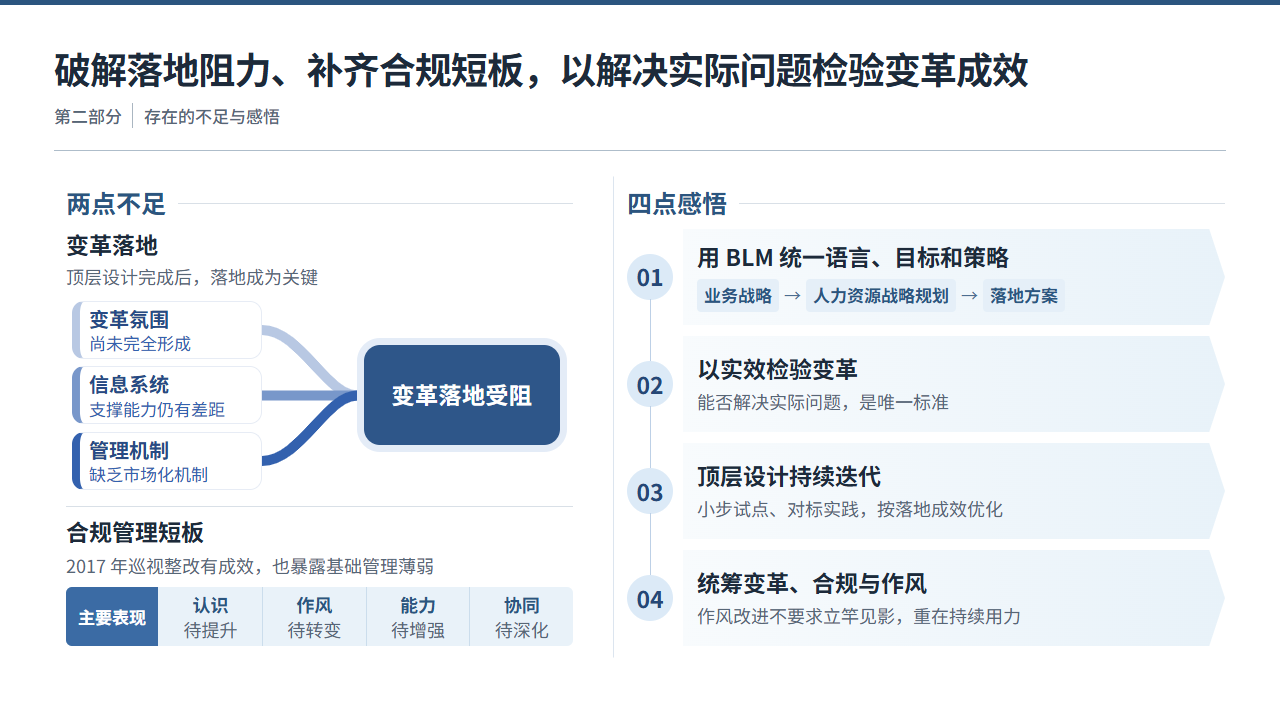 破解落地阻力、补齐合规短板，以解决实际问题检验变革成效
第二部分
存在的不足与感悟
两点不足
变革落地
顶层设计完成后，落地成为关键
变革氛围
尚未完全形成
信息系统
支撑能力仍有差距
管理机制
缺乏市场化机制
变革落地受阻
合规管理短板
2017 年巡视整改有成效，也暴露基础管理薄弱
主要表现
认识
待提升
作风
待转变
能力
待增强
协同
待深化
四点感悟
01
用 BLM 统一语言、目标和策略
业务战略 → 人力资源战略规划 → 落地方案
02
以实效检验变革
能否解决实际问题，是唯一标准
03
顶层设计持续迭代
小步试点、对标实践，按落地成效优化
04
统筹变革、合规与作风
作风改进不要求立竿见影，重在持续用力